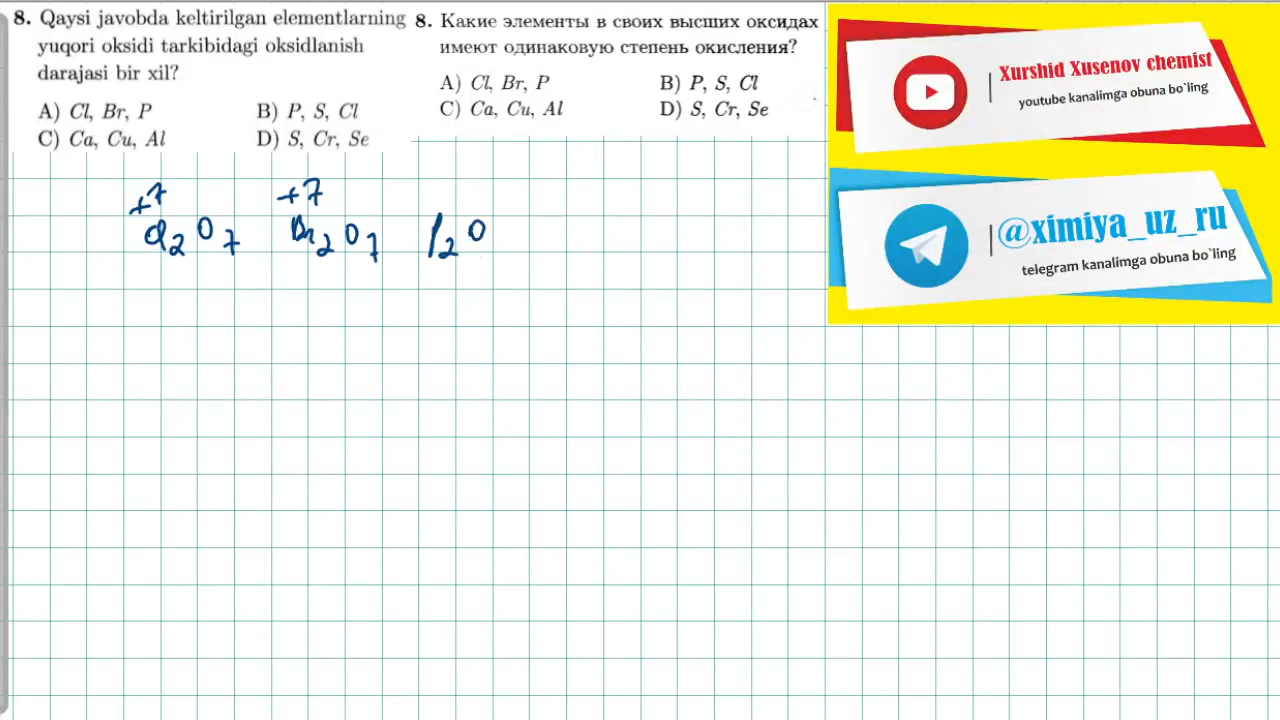 8. Qaysi javobda keltirilgan elementlarning
yuqori oksidi tarkibidagi oksidlanish
darajasi bir xil?
A) Cl, Br, P B) P, S, Cl
C) Ca, Cu, Al D) S, Cr, Se
8. Какие элементы в своих высших оксидах
имеют одинаковую степень окисления?
A) Cl, Br, P B) P, S, Cl
C) Ca, Cu, Al D) S, Cr, Se
Xurshid Xusenov chemist
youtube kanalimga obuna bo`ling
@ximiya_uz_ru
telegram kanalimga obuna bo`ling
+7 +7
Cl2O7 Br2O7 P2O